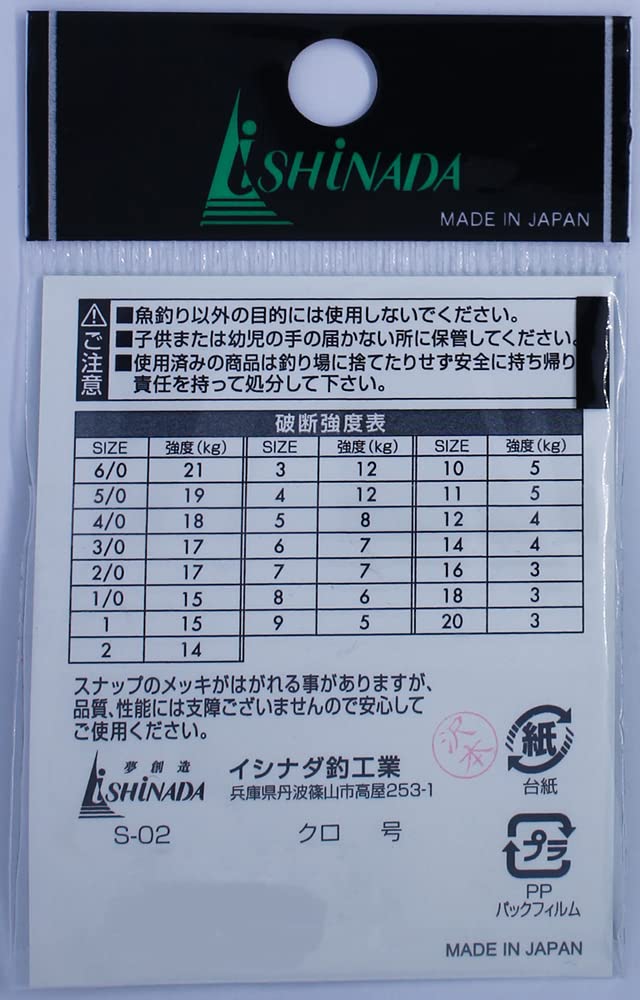 ISHINADA
MADE IN JAPAN
ご注意
■魚釣り以外の目的には使用しないでください。
■子供または幼児の手の届かない所に保管してください。
■使用済みの商品は釣り場に捨てたりせず安全に持ち帰り
責任を持って処分して下さい。
破断強度表
SIZE 強度(kg) SIZE 強度(kg) SIZE 強度(kg)
6/0 21 3 12 10 5
5/0 19 4 12 11 5
4/0 18 5 8 12 4
3/0 17 6 7 14 4
2/0 17 7 7 16 3
1/0 15 8 6 18 3
1 15 9 5 20 3
2 14
スナップのメッキがはがれる事がありますが、
品質、性能には支障ございませんので安心して
ご使用ください。
夢創造
ISHINADA
イシナダ釣工業
兵庫県丹波篠山市高屋253-1
S-02 クロ 号
紙
台紙
プラ
PP
パックフィルム
MADE IN JAPAN